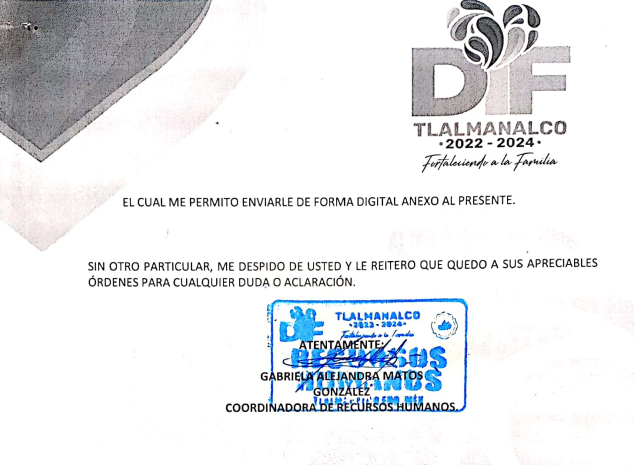 DIF
TLALMANALCO
•2022 - 2024•
Fortaleciendo a la Familia
EL CUAL ME PERMITO ENVIARLE DE FORMA DIGITAL ANEXO AL PRESENTE.
SIN OTRO PARTICULAR, ME DESPIDO DE USTED Y LE REITERO QUE QUEDO A SUS APRECIABLES
ÓRDENES PARA CUALQUIER DUDA O ACLARACIÓN.
DIF TLALMANALCO
•2022 - 2024•
Fortaleciendo a la Familia
ATENTAMENTE:
RECURSOS
GABRIELA ALEJANDRA MATOS
HUMANOS
GONZÁLEZ
COORDINADORA DE RECURSOS HUMANOS.